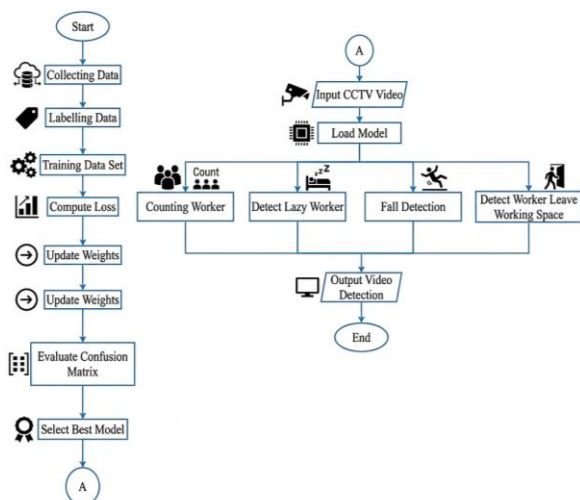 Start
Collecting Data
Labelling Data
Training Data Set
Compute Loss
Update Weights
Update Weights
Evaluate Confusion
Matrix
Select Best Model
A
A
Input CCTV Video
Load Model
Count
Counting Worker
zzZ
Detect Lazy Worker
Fall Detection
Detect Worker Leave
Working Space
Output Video
Detection
End